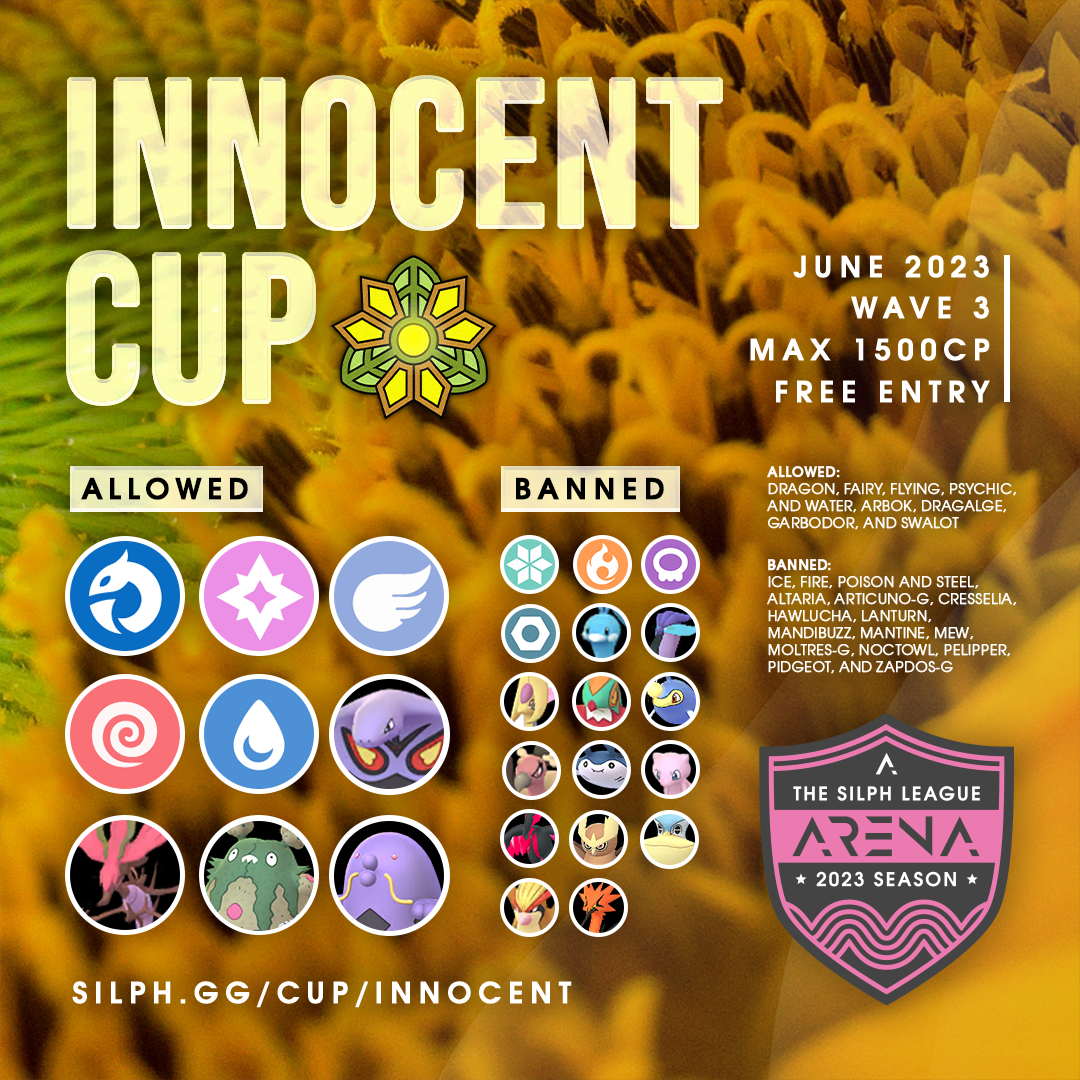 INNOCENT
CUP
JUNE 2023
WAVE 3
MAX 1500CP
FREE ENTRY
ALLOWED
BANNED
ALLOWED:
DRAGON, FAIRY, FLYING, PSYCHIC,
AND WATER, ARBOK, DRAGALGE,
GARBODOR, AND SWALOT
BANNED:
ICE, FIRE, POISON AND STEEL,
ALTARIA, ARTICUNO-G, CRESSELIA,
HAWLUCHA, LANTURN,
MANDIBUZZ, MANTINE, MEW,
MOLTRES-G, NOCTOWL, PELIPPER,
PIDGEOT, AND ZAPDOS-G
THE SILPH LEAGUE
ARENA
★ 2023 SEASON ★
SILPH.GG/CUP/INNOCENT